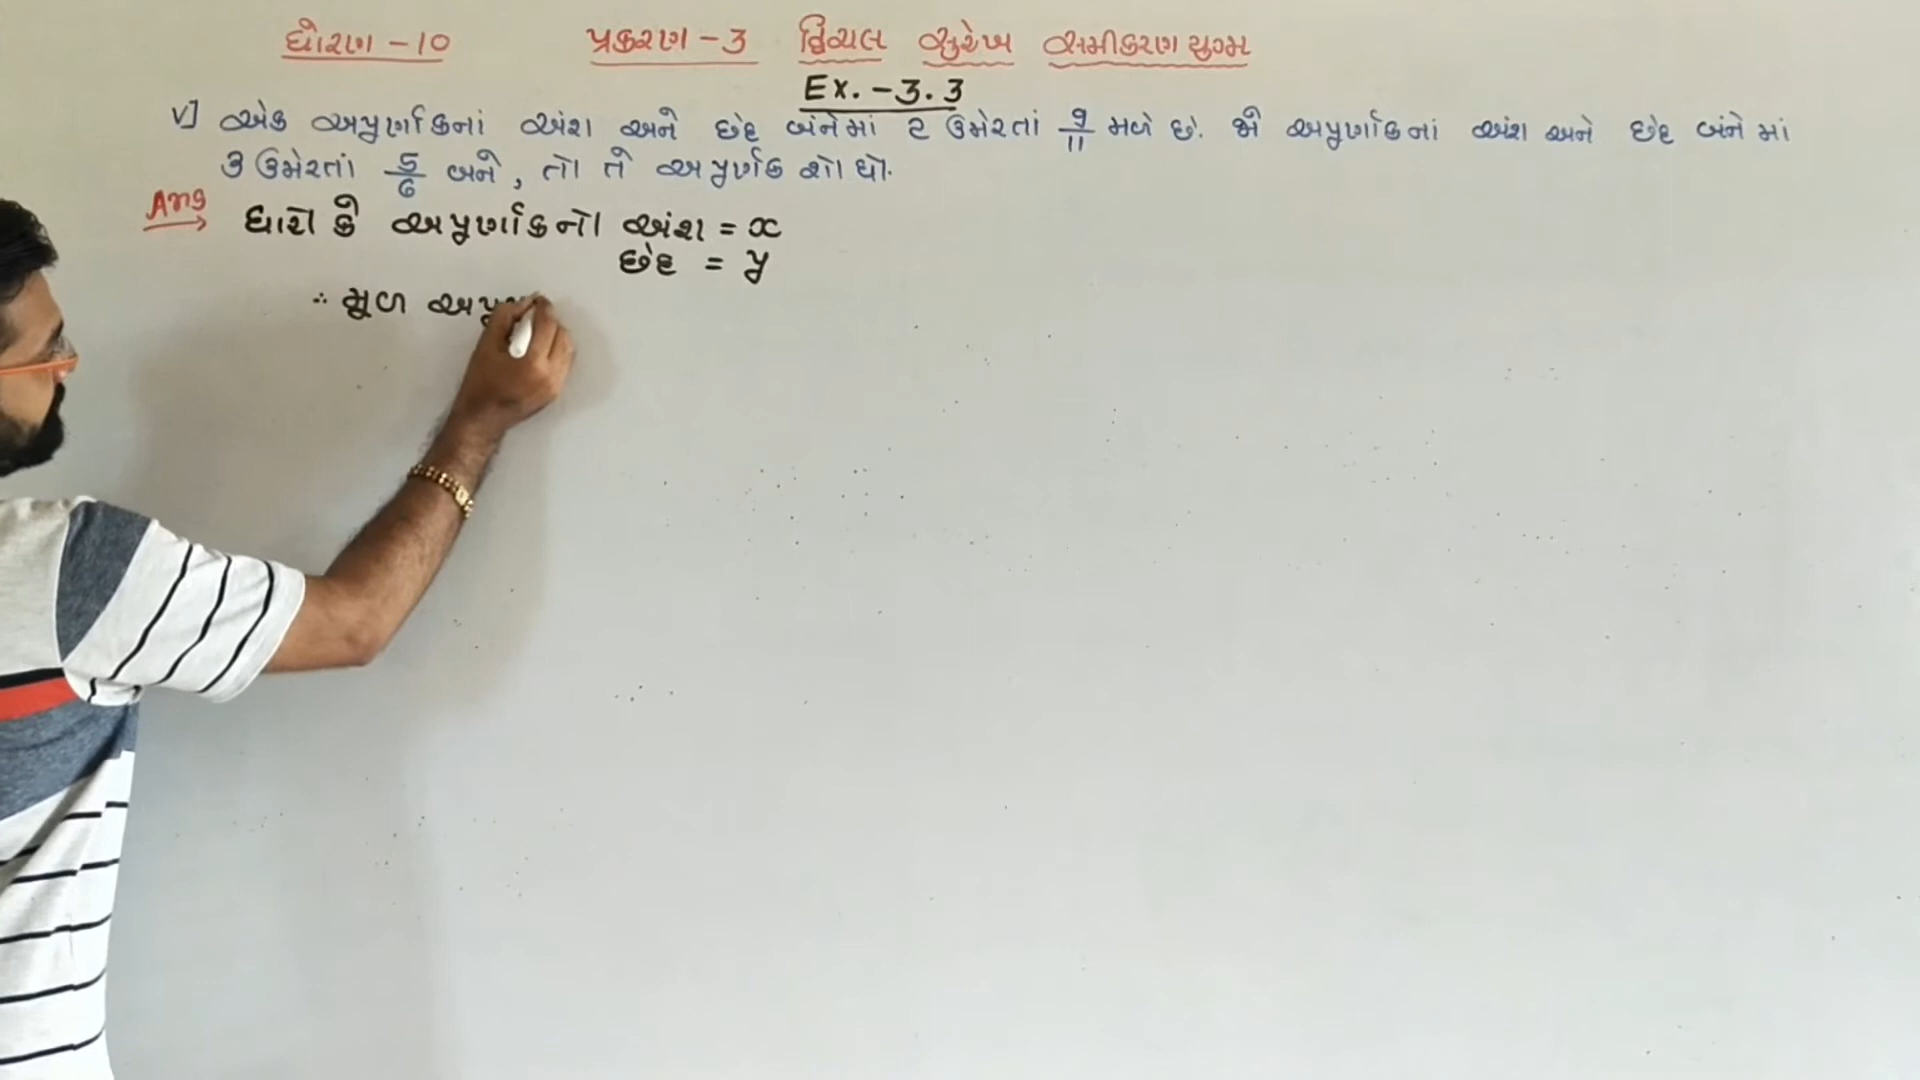 ધોરણ - 10 પ્રકરણ - 3 દ્વિચલ સુરેખ સમીકરણયુગ્મ
Ex. - 3.3
v] એક અપૂર્ણાંકનાં અંશ અને છેદ બંનેમાં 2 ઉમેરતાં 9/11 મળે છે. જો અપૂર્ણાંકનાં અંશ અને છેદ બંનેમાં
3 ઉમેરતાં 5/6 બને, તો તે અપૂર્ણાંક શોધો.
Ans ધારો કે અપૂર્ણાંકનો અંશ = x
છેદ = y
∴ મૂળ